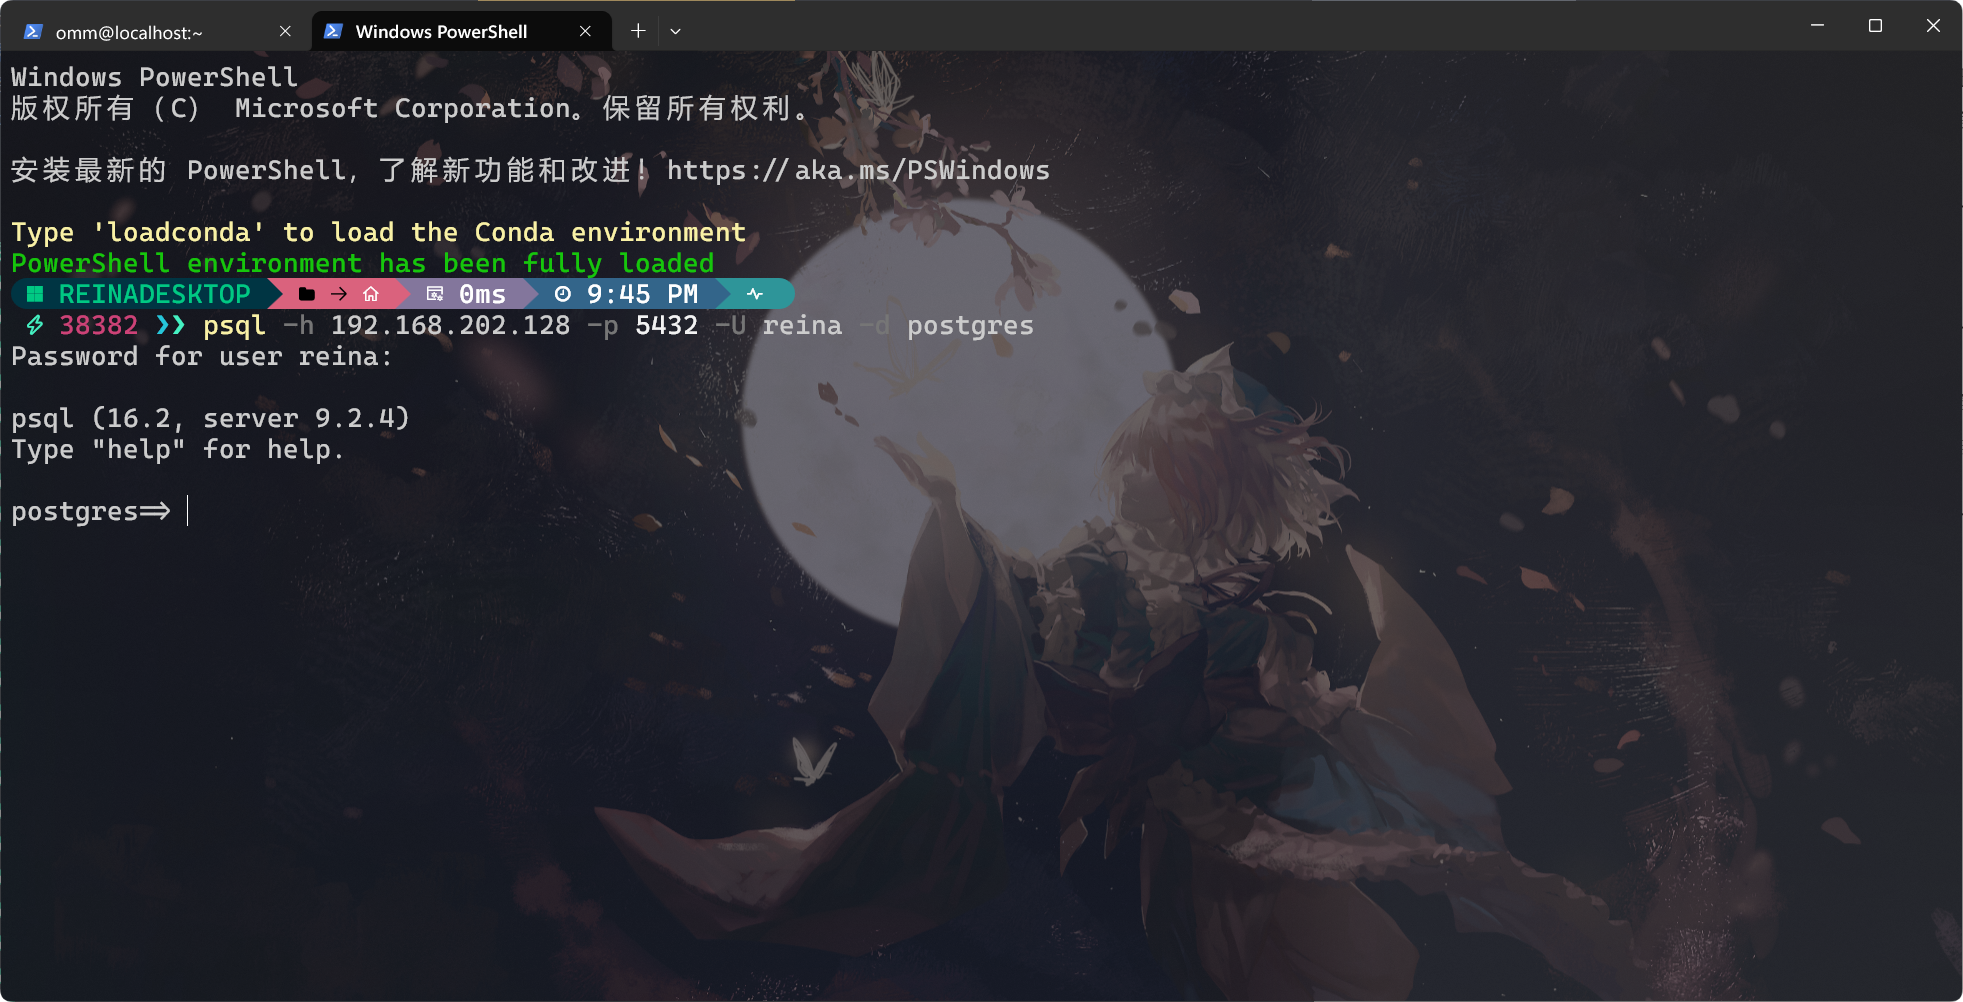 omm@localhost:~
Windows PowerShell
Windows PowerShell
版权所有（C） Microsoft Corporation。保留所有权利。
安装最新的 PowerShell，了解新功能和改进！https://aka.ms/PSWindows
Type 'loadconda' to load the Conda environment
PowerShell environment has been fully loaded
REINADESKTOP → 0ms 9:45 PM
38382 ❯❯ psql -h 192.168.202.128 -p 5432 -U reina -d postgres
Password for user reina:
psql (16.2, server 9.2.4)
Type "help" for help.
postgres=>